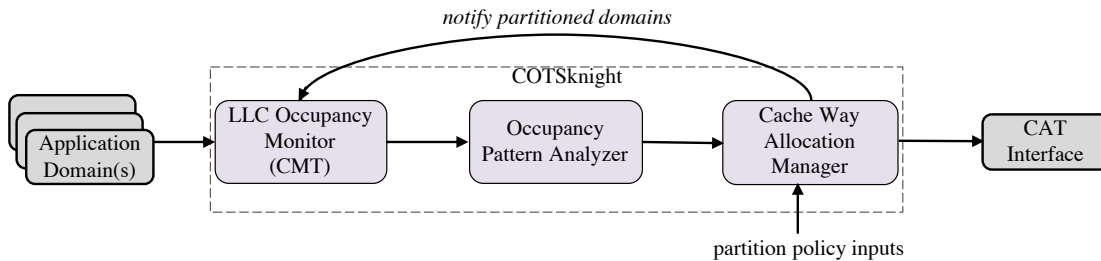 notify partitioned domains
COTSknight
Application
Domain(s)
LLC Occupancy
Monitor
(CMT)
Occupancy
Pattern Analyzer
Cache Way
Allocation
Manager
CAT
Interface
partition policy inputs